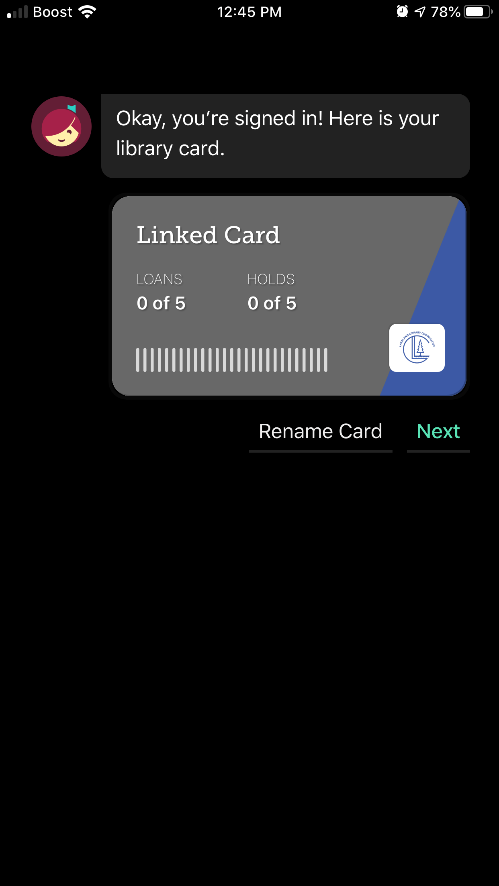 Boost 12:45 PM 78%
Okay, you’re signed in! Here is your
library card.
Linked Card
LOANS HOLDS
0 of 5 0 of 5
Rename Card Next